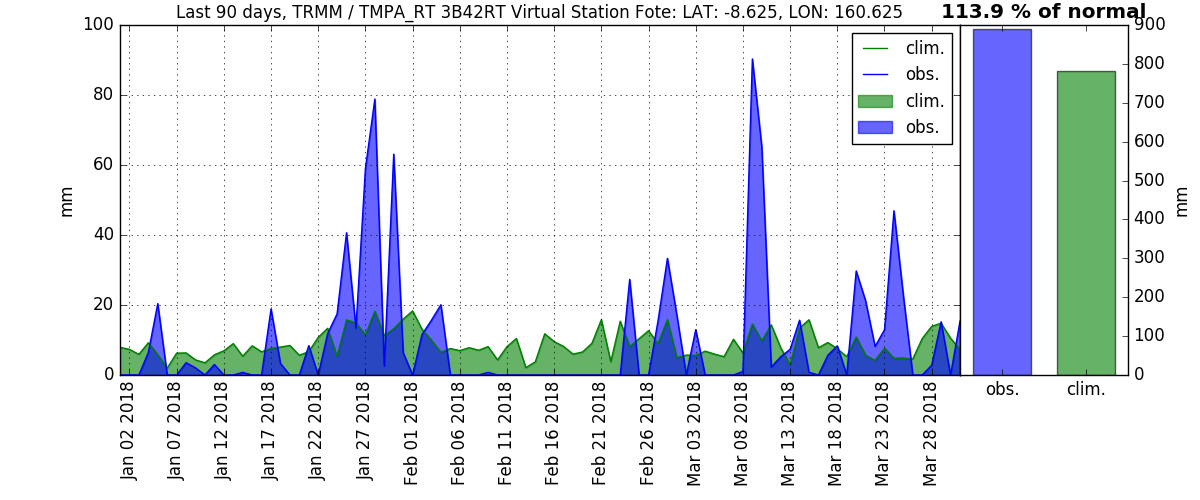 Last 90 days, TRMM / TMPA_RT 3B42RT Virtual Station Fote: LAT: -8.625, LON: 160.625
113.9 % of normal
100
80
60
40
20
0
mm
clim.
obs.
clim.
obs.
900
800
700
600
500
400
300
200
100
0
mm
obs.
clim.
Jan 02 2018
Jan 07 2018
Jan 12 2018
Jan 17 2018
Jan 22 2018
Jan 27 2018
Feb 01 2018
Feb 06 2018
Feb 11 2018
Feb 16 2018
Feb 21 2018
Feb 26 2018
Mar 03 2018
Mar 08 2018
Mar 13 2018
Mar 18 2018
Mar 23 2018
Mar 28 2018